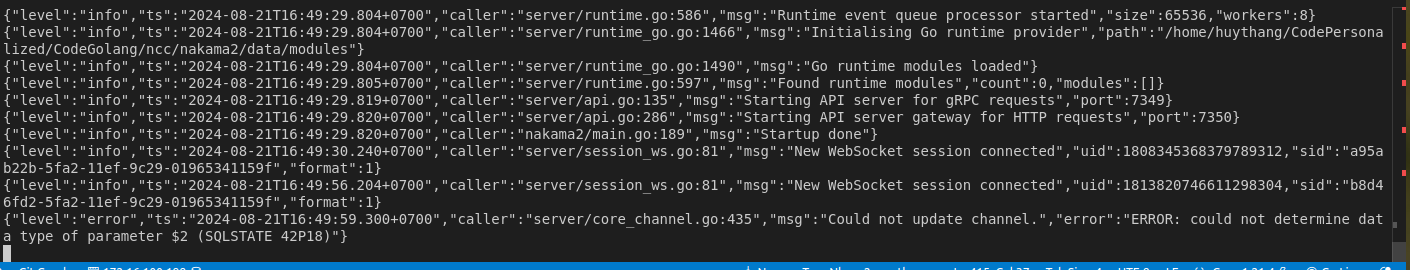 {"level":"info","ts":"2024-08-21T16:49:29.804+0700","caller":"server/runtime.go:586","msg":"Runtime event queue processor started","size":65536,"workers":8}
{"level":"info","ts":"2024-08-21T16:49:29.804+0700","caller":"server/runtime_go.go:1466","msg":"Initialising Go runtime provider","path":"/home/huythang/CodePersona
lized/CodeGolang/ncc/nakama2/data/modules"}
{"level":"info","ts":"2024-08-21T16:49:29.804+0700","caller":"server/runtime_go.go:1490","msg":"Go runtime modules loaded"}
{"level":"info","ts":"2024-08-21T16:49:29.805+0700","caller":"server/runtime.go:597","msg":"Found runtime modules","count":0,"modules":[]}
{"level":"info","ts":"2024-08-21T16:49:29.819+0700","caller":"server/api.go:135","msg":"Starting API server for gRPC requests","port":7349}
{"level":"info","ts":"2024-08-21T16:49:29.820+0700","caller":"server/api.go:286","msg":"Starting API server gateway for HTTP requests","port":7350}
{"level":"info","ts":"2024-08-21T16:49:29.820+0700","caller":"nakama2/main.go:189","msg":"Startup done"}
{"level":"info","ts":"2024-08-21T16:49:30.240+0700","caller":"server/session_ws.go:81","msg":"New WebSocket session connected","uid":1808345368379789312,"sid":"a95a
b22b-5fa2-11ef-9c29-01965341159f","format":1}
{"level":"info","ts":"2024-08-21T16:49:56.204+0700","caller":"server/session_ws.go:81","msg":"New WebSocket session connected","uid":1813820746611298304,"sid":"b8d4
6fd2-5fa2-11ef-9c29-01965341159f","format":1}
{"level":"error","ts":"2024-08-21T16:49:59.300+0700","caller":"server/core_channel.go:435","msg":"Could not update channel.","error":"ERROR: could not determine dat
a type of parameter $2 (SQLSTATE 42P18)"}